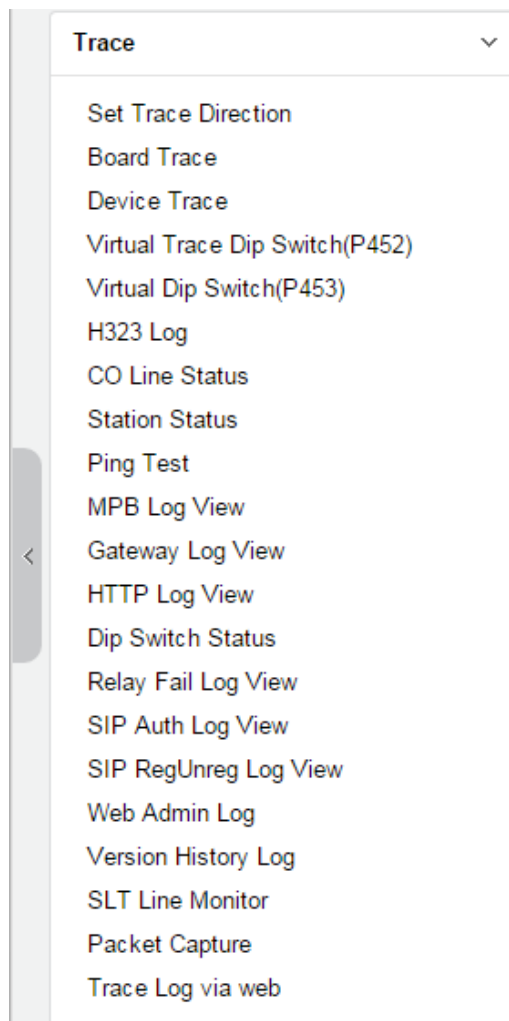 Trace
Set Trace Direction
Board Trace
Device Trace
Virtual Trace Dip Switch(P452)
Virtual Dip Switch(P453)
H323 Log
CO Line Status
Station Status
Ping Test
MPB Log View
Gateway Log View
HTTP Log View
Dip Switch Status
Relay Fail Log View
SIP Auth Log View
SIP RegUnreg Log View
Web Admin Log
Version History Log
SLT Line Monitor
Packet Capture
Trace Log via web